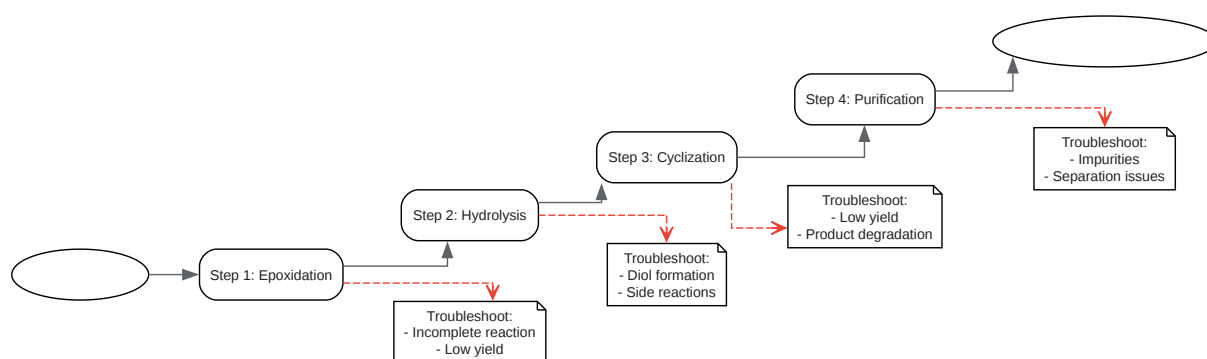 Step 4: Purification
Troubleshoot:
- Impurities
- Separation issues
Step 3: Cyclization
Troubleshoot:
- Low yield
- Product degradation
Step 2: Hydrolysis
Troubleshoot:
- Diol formation
- Side reactions
Step 1: Epoxidation
Troubleshoot:
- Incomplete reaction
- Low yield